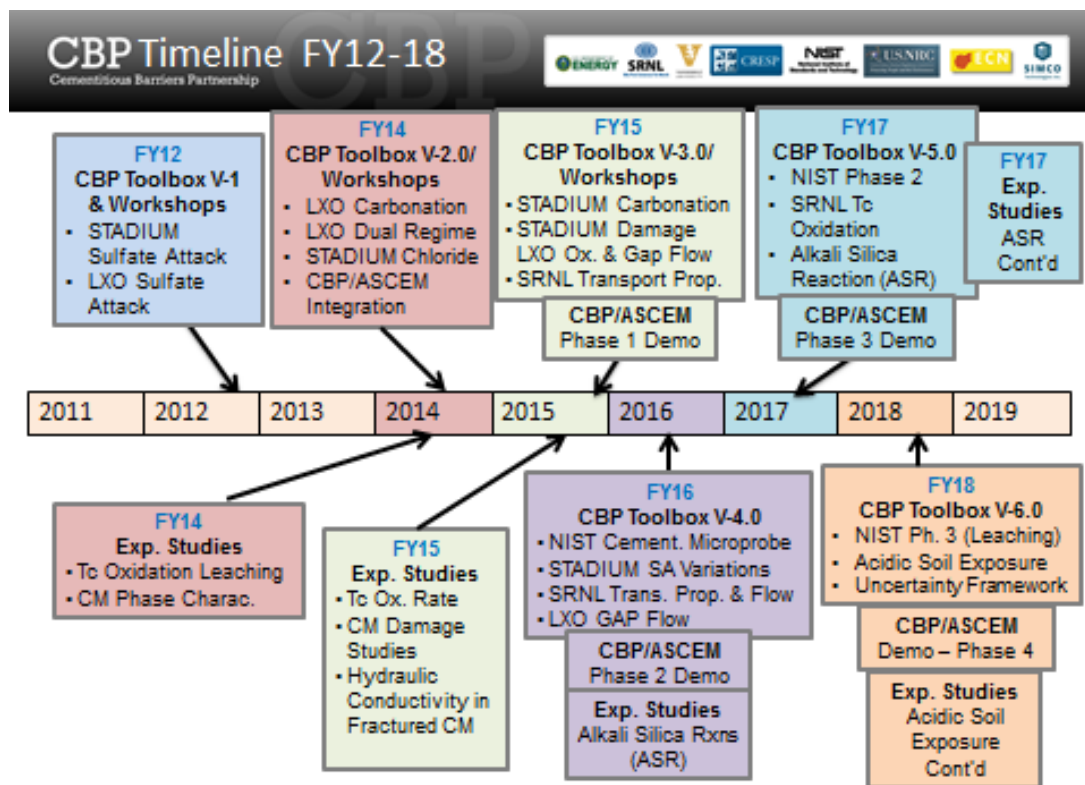 CBP Timeline FY12-18
Cementitious Barriers Partnership
ENERGY
SRNL
CRESP
NIST
National Institute of
Standards and Technology
USNRC
ECN
SIMCO
FY12
CBP Toolbox V-1
& Workshops
▪ STADIUM
Sulfate Attack
▪ LXO Sulfate
Attack
FY14
CBP Toolbox V-2.0/
Workshops
▪ LXO Carbonation
▪ LXO Dual Regime
▪ STADIUM Chloride
▪ CBP/ASCEM
Integration
FY15
CBP Toolbox V-3.0/
Workshops
▪ STADIUM Carbonation
▪ STADIUM Damage
LXO Ox. & Gap Flow
▪ SRNL Transport Prop.
CBP/ASCEM
Phase 1 Demo
FY17
CBP Toolbox V-5.0
▪ NIST Phase 2
▪ SRNL Tc
Oxidation
▪ Alkali Silica
Reaction (ASR)
CBP/ASCEM
Phase 3 Demo
FY17
Exp.
Studies
ASR
Cont'd
2011
2012
2013
2014
2015
2016
2017
2018
2019
FY14
Exp. Studies
▪ Tc Oxidation Leaching
▪ CM Phase Charac.
FY15
Exp. Studies
▪ Tc Ox. Rate
▪ CM Damage
Studies
▪ Hydraulic
Conductivity in
Fractured CM
FY16
CBP Toolbox V-4.0
▪ NIST Cement. Microprobe
▪ STADIUM SA Variations
▪ SRNL Trans. Prop. & Flow
▪ LXO GAP Flow
CBP/ASCEM
Phase 2 Demo
Exp. Studies
Alkali Silica Rxns
(ASR)
FY18
CBP Toolbox V-6.0
▪ NIST Ph. 3 (Leaching)
▪ Acidic Soil Exposure
▪ Uncertainty Framework
CBP/ASCEM
Demo – Phase 4
Exp. Studies
Acidic Soil
Exposure
Cont'd